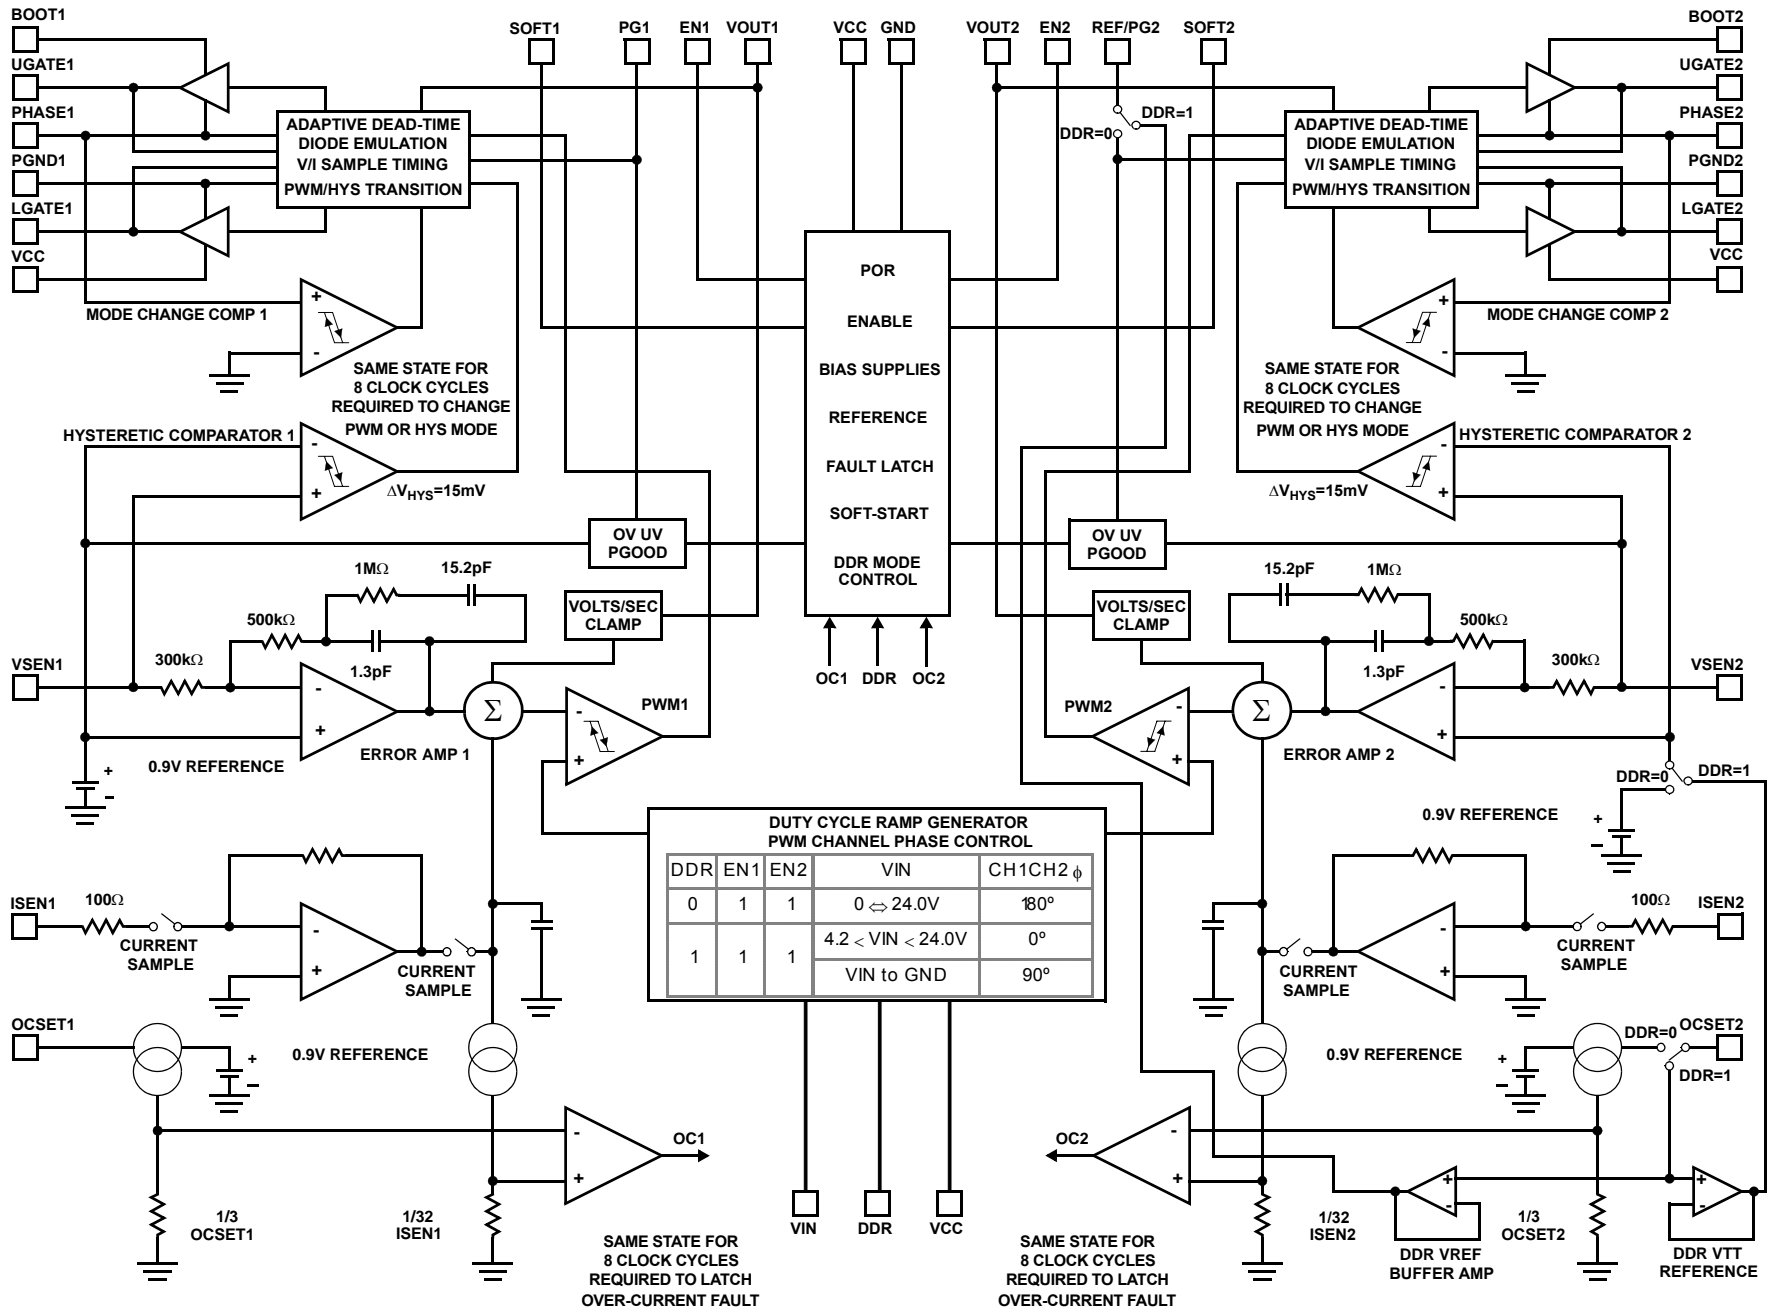 BOOT1
UGATE1
PHASE1
PGND1
LGATE1
VCC
SOFT1
PG1
EN1
VOUT1
VCC
GND
VOUT2
EN2
REF/PG2
SOFT2
BOOT2
UGATE2
PHASE2
PGND2
LGATE2
VCC
ADAPTIVE DEAD-TIME
DIODE EMULATION
V/I SAMPLE TIMING
PWM/HYS TRANSITION
DDR=1
DDR=0
ADAPTIVE DEAD-TIME
DIODE EMULATION
V/I SAMPLE TIMING
PWM/HYS TRANSITION
+
-
MODE CHANGE COMP 1
SAME STATE FOR
8 CLOCK CYCLES
REQUIRED TO CHANGE
PWM OR HYS MODE
POR
ENABLE
BIAS SUPPLIES
REFERENCE
FAULT LATCH
SOFT-START
DDR MODE
CONTROL
+
-
MODE CHANGE COMP 2
SAME STATE FOR
8 CLOCK CYCLES
REQUIRED TO CHANGE
PWM OR HYS MODE
HYSTERETIC COMPARATOR 1
-
+
ΔVHYS=15mV
HYSTERETIC COMPARATOR 2
-
+
ΔVHYS=15mV
OV UV
PGOOD
OV UV
PGOOD
1MΩ
15.2pF
500kΩ
1.3pF
300kΩ
VSEN1
VOLTS/SEC
CLAMP
OC1
DDR
OC2
VOLTS/SEC
CLAMP
15.2pF
1MΩ
500kΩ
1.3pF
300kΩ
VSEN2
-
+
ERROR AMP 1
0.9V REFERENCE
+
-
Σ
-
+
PWM1
PWM2
-
+
Σ
-
+
ERROR AMP 2
DDR=0
DDR=1
0.9V REFERENCE
+
-
DUTY CYCLE RAMP GENERATOR
PWM CHANNEL PHASE CONTROL
DDR EN1 EN2 VIN CH1CH2 ϕ
0 1 1 0 ⇔ 24.0V 180º
1 1 1 4.2 < VIN < 24.0V 0º
VIN to GND 90º
ISEN1
100Ω
CURRENT
SAMPLE
-
+
CURRENT
SAMPLE
ISEN2
100Ω
CURRENT
SAMPLE
-
+
CURRENT
SAMPLE
OCSET1
+
-
0.9V REFERENCE
0.9V REFERENCE
+
-
DDR=0
OCSET2
DDR=1
-
+
OC1
OC2
-
+
1/3
OCSET1
1/32
ISEN1
SAME STATE FOR
8 CLOCK CYCLES
REQUIRED TO LATCH
OVER-CURRENT FAULT
VIN
DDR
VCC
SAME STATE FOR
8 CLOCK CYCLES
REQUIRED TO LATCH
OVER-CURRENT FAULT
1/32
ISEN2
+
-
DDR VREF
BUFFER AMP
1/3
OCSET2
+
-
DDR VTT
REFERENCE